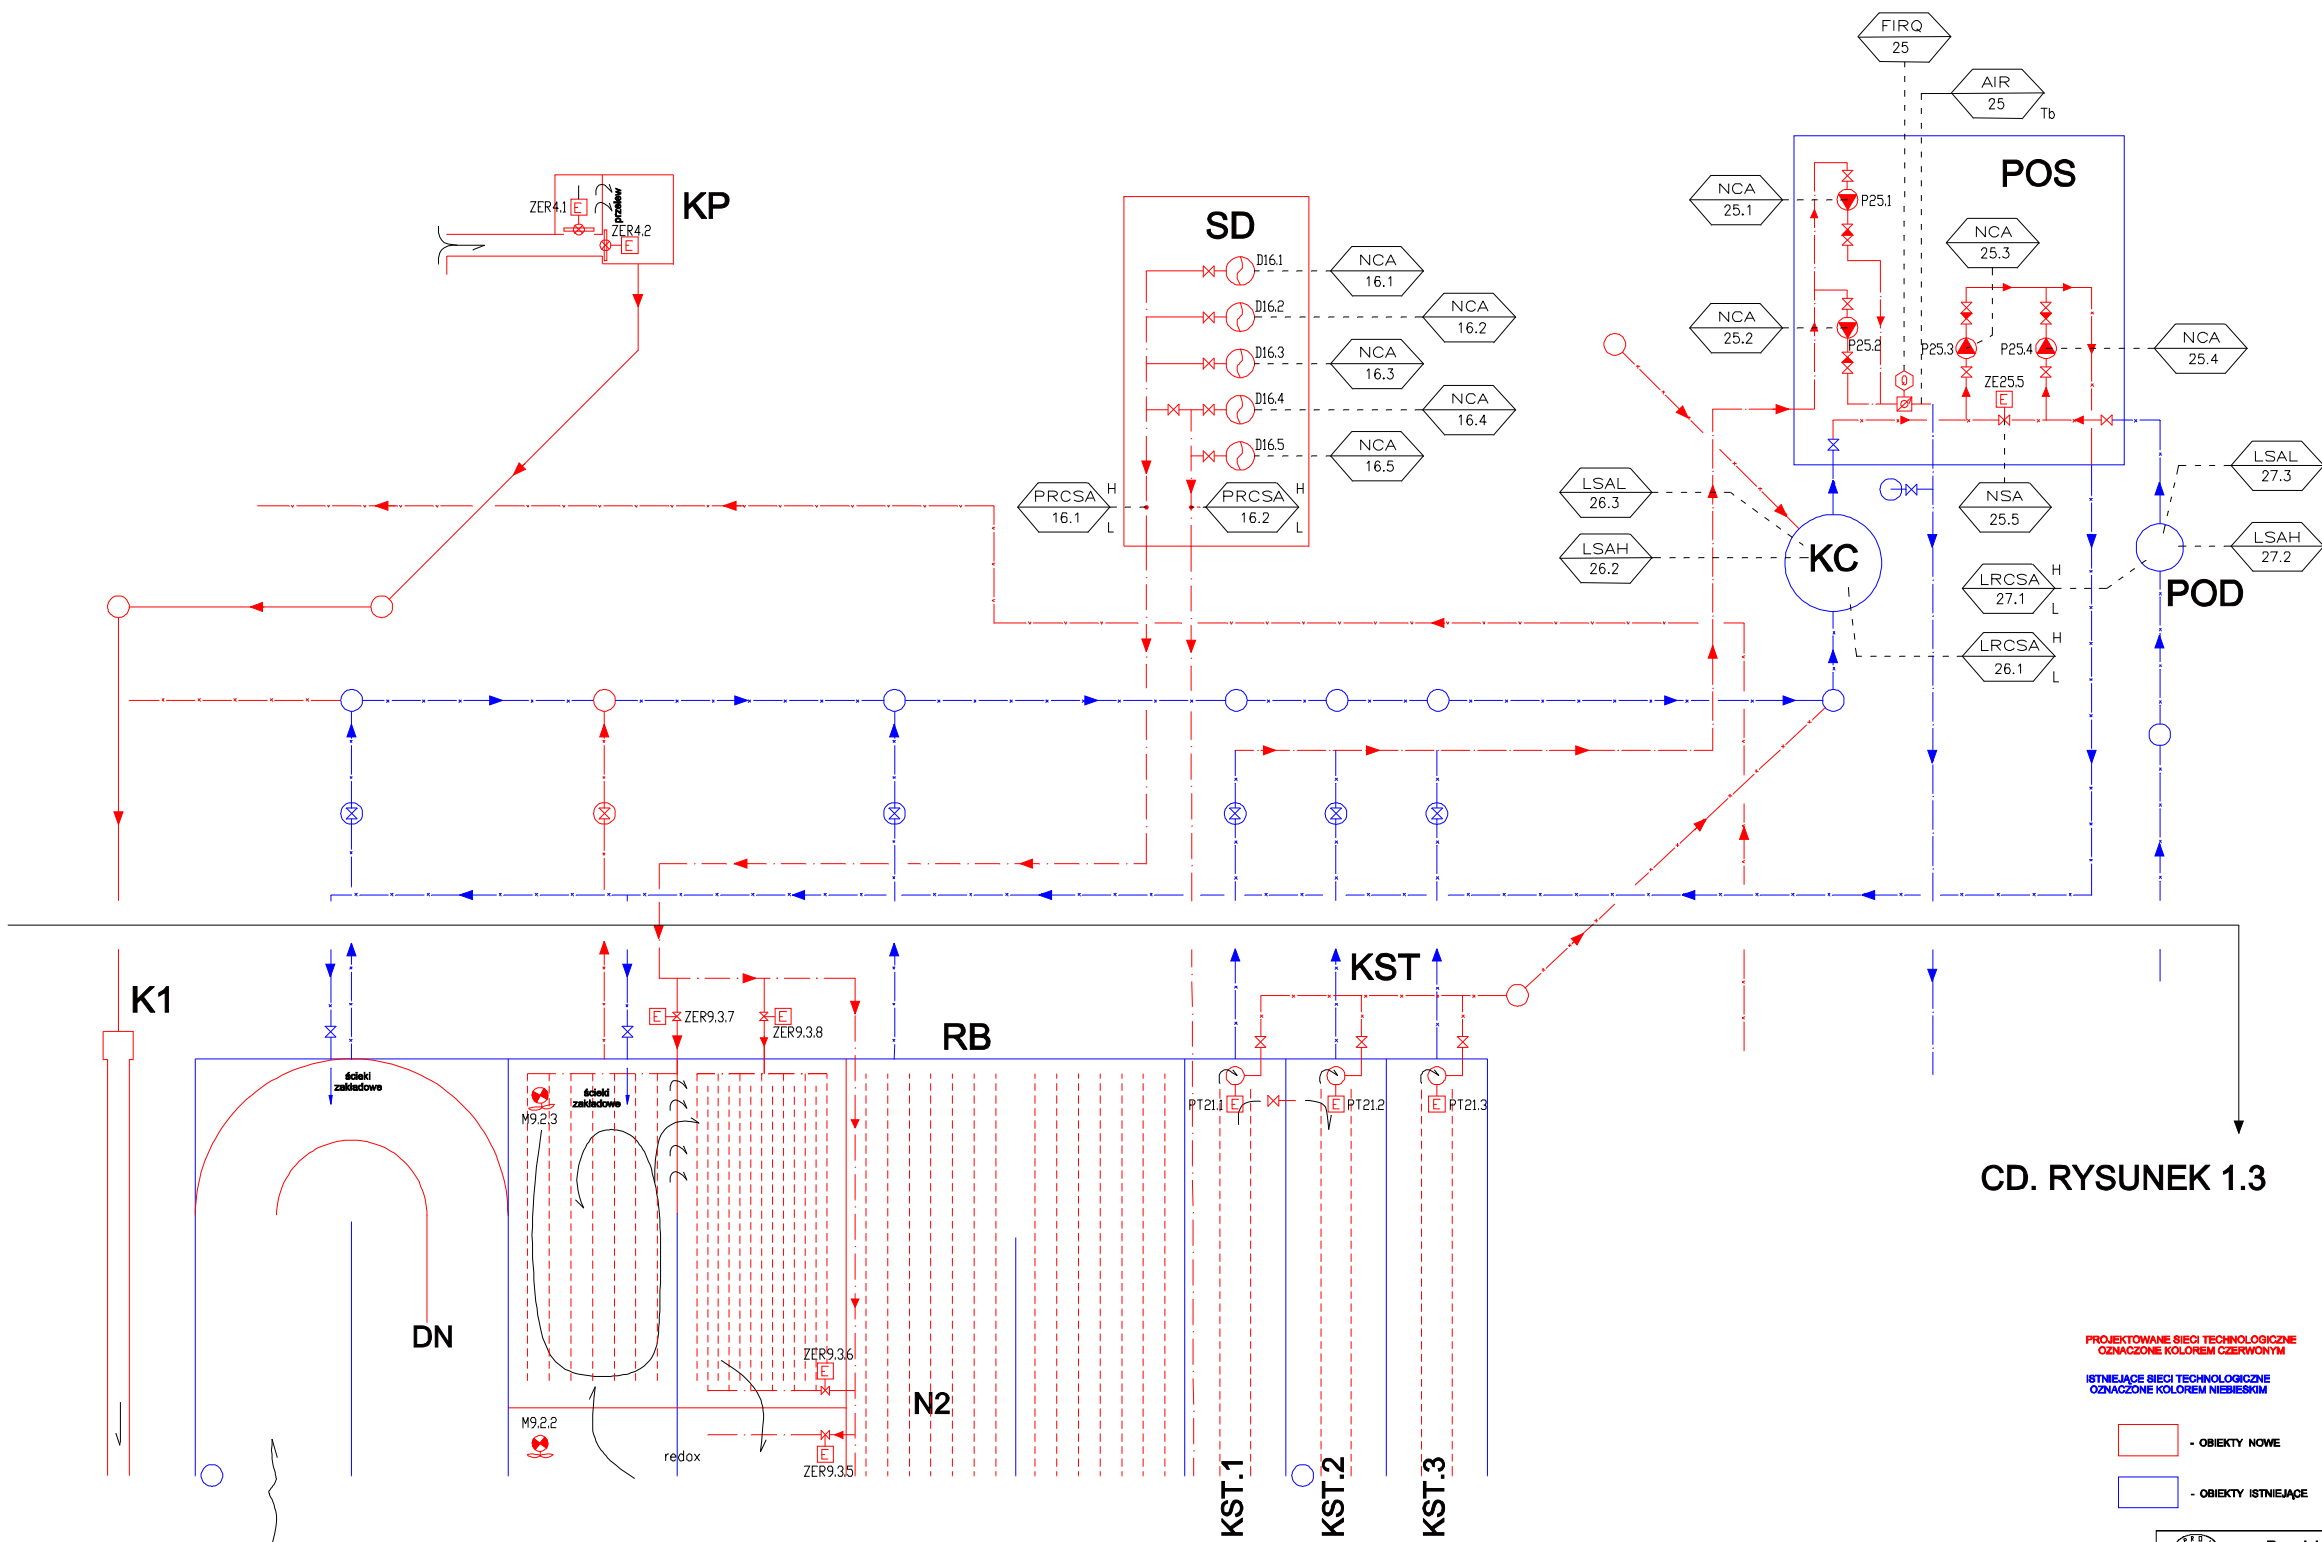 FIRQ
25
AIR
25
Tb
POS
NCA
25.1
P25.1
NCA
25.3
NCA
25.2
P25.2
P25.3
P25.4
NCA
25.4
ZE25.5
E
Q
ZER4.1
E
przelew
KP
ZER4.2
E
SD
D16.1
NCA
16.1
D16.2
NCA
16.2
D16.3
NCA
16.3
D16.4
NCA
16.4
D16.5
NCA
16.5
PRCSA
16.1
H
L
PRCSA
16.2
H
L
LSAL
26.3
LSAH
26.2
KC
NSA
25.5
LSAL
27.3
LSAH
27.2
LRCSA
27.1
H
L
POD
LRCSA
26.1
H
L
K1
KST
RB
E
ZER9.3.7
E
ZER9.3.8
ścieki
zakładowe
M9.2.3
ścieki
zakładowe
PT21.1
E
E
PT21.2
E
PT21.3
CD. RYSUNEK 1.3
DN
ZER9.3.6
E
N2
M9.2.2
redox
E
ZER9.3.5
KST.1
KST.2
KST.3
PROJEKTOWANE SIECI TECHNOLOGICZNE
OZNACZONE KOLOREM CZERWONYM
ISTNIEJĄCE SIECI TECHNOLOGICZNE
OZNACZONE KOLOREM NIEBIESKIM
- OBIEKTY NOWE
- OBIEKTY ISTNIEJĄCE